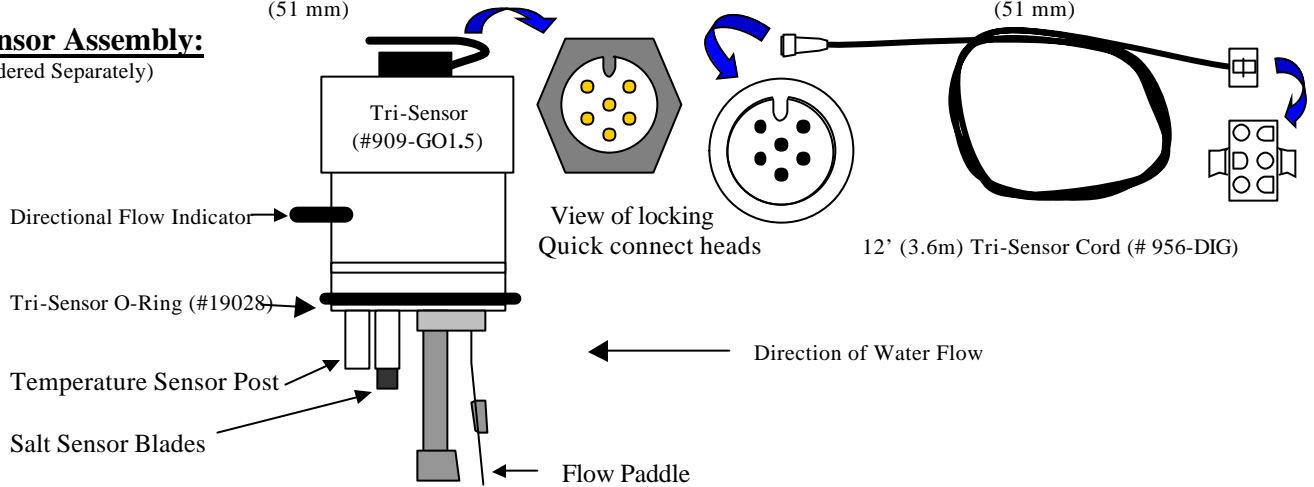 (51 mm)
(51 mm)
nsor Assembly:
dered Separately)
Tri-Sensor
(#909-GO1.5)
Directional Flow Indicator
View of locking
Quick connect heads
12’ (3.6m) Tri-Sensor Cord (# 956-DIG)
Tri-Sensor O-Ring (#19028)
Direction of Water Flow
Temperature Sensor Post
Salt Sensor Blades
Flow Paddle